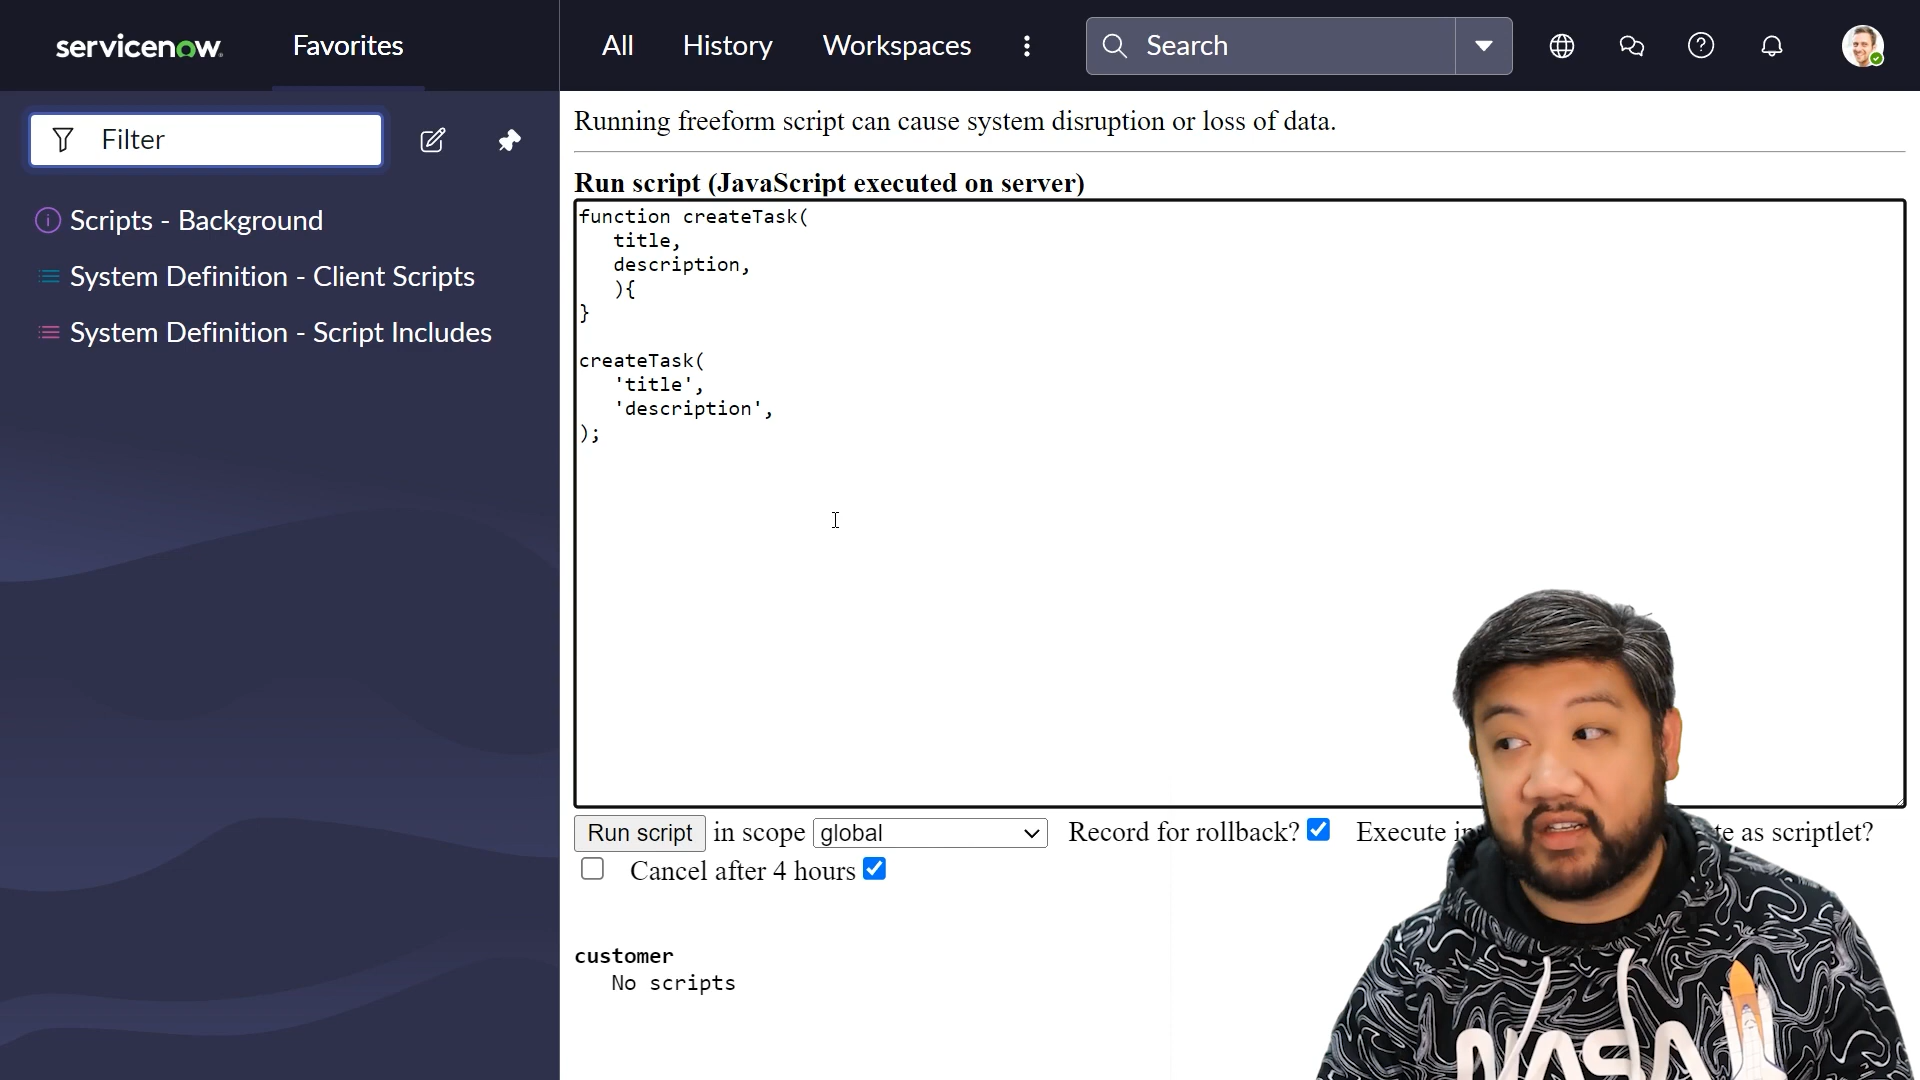 servicenow
Favorites
All
History
Workspaces
Search
Filter
Scripts - Background
System Definition - Client Scripts
System Definition - Script Includes
Running freeform script can cause system disruption or loss of data.
Run script (JavaScript executed on server)
function createTask(
title,
description,
){
}
createTask(
'title',
'description',
);
Run script in scope global Record for rollback? Execute in te as scriptlet?
Cancel after 4 hours
customer
No scripts
NASA